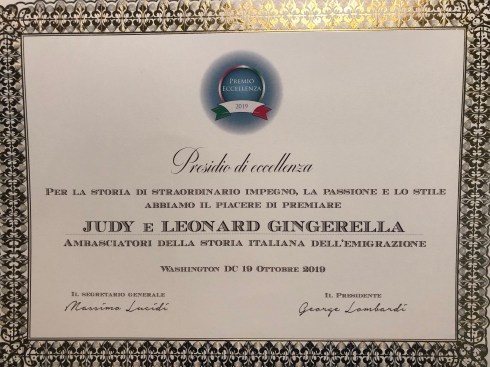 PREMIO
ECCELLENZA
2019
Presidio di eccellenza
PER LA STORIA DI STRAORDINARIO IMPEGNO, LA PASSIONE E LO STILE
ABBIAMO IL PIACERE DI PREMIARE
JUDY E LEONARD GINGERELLA
AMBASCIATORI DELLA STORIA ITALIANA DELL'EMIGRAZIONE
WASHINGTON DC 19 OTTOBRE 2019
IL SEGRETARIO GENERALE
Massimo Lucidi
IL PRESIDENTE
George Lombardi